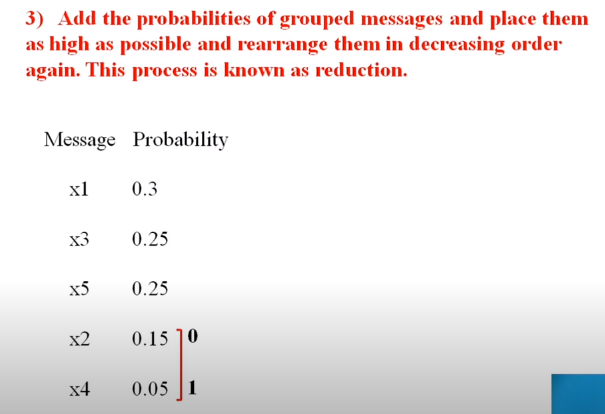 3) Add the probabilities of grouped messages and place them
as high as possible and rearrange them in decreasing order
again. This process is known as reduction.
Message Probability
x1 0.3
x3 0.25
x5 0.25
x2 0.15 0
x4 0.05 1